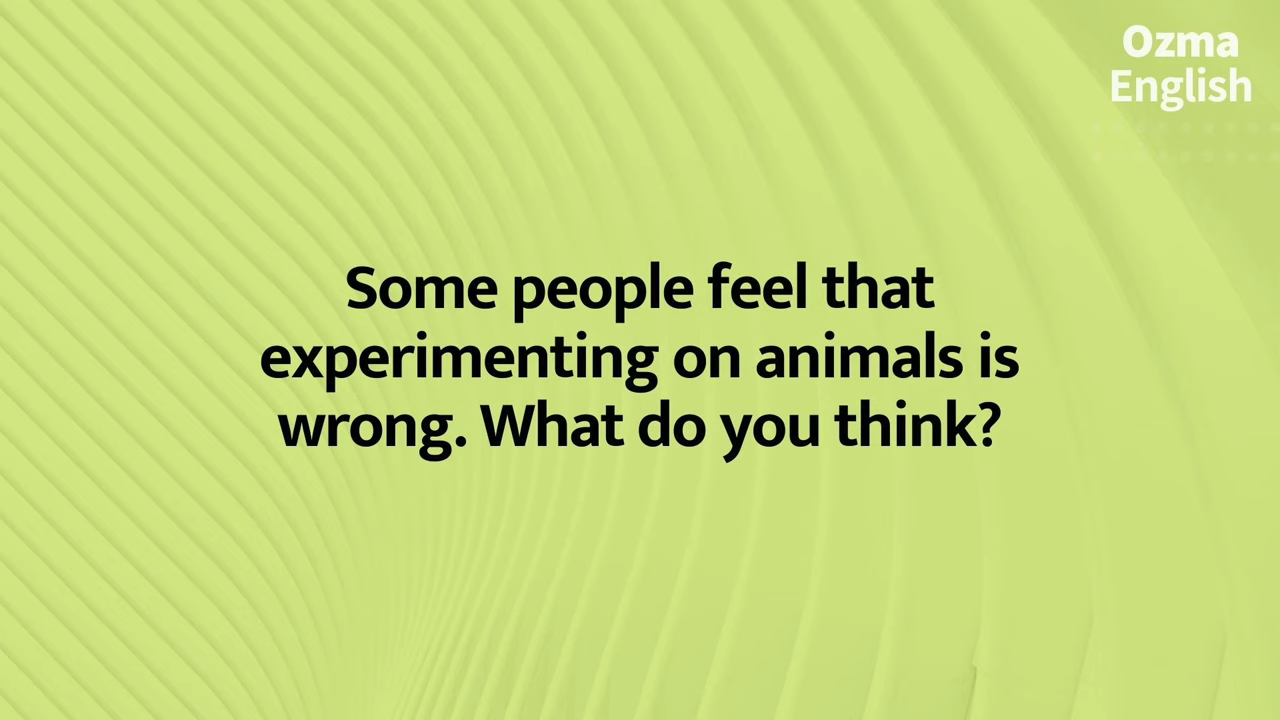 Ozma
English
Some people feel that
experimenting on animals is
wrong. What do you think?